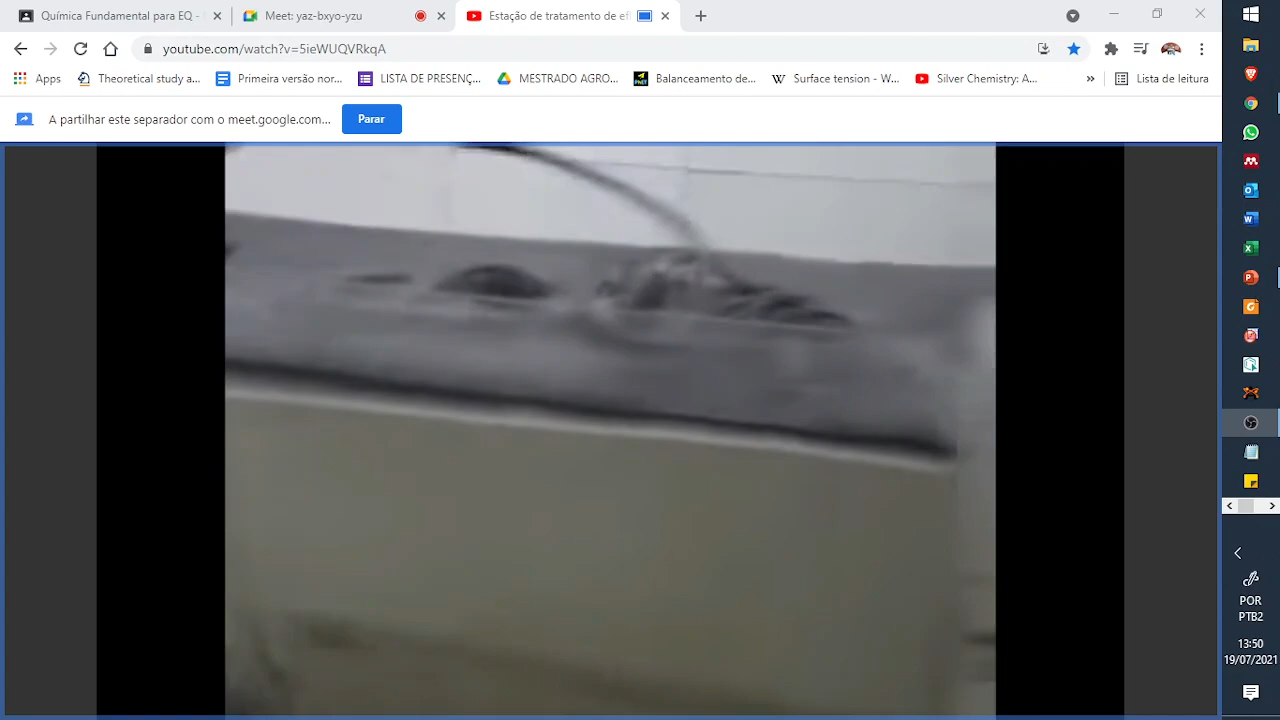 Química Fundamental para EQ -
Meet: yaz-bxyo-yzu
Estação de tratamento de efl
youtube.com/watch?v=5ieWUQVRkqA
Apps
Theoretical study a...
Primeira versão nor...
LISTA DE PRESENÇ...
MESTRADO AGRO...
Balanceamento de...
Surface tension - W...
Silver Chemistry: A...
»
Lista de leitura
A partilhar este separador com o meet.google.com...
Parar
POR
PTB2
13:50
19/07/2021